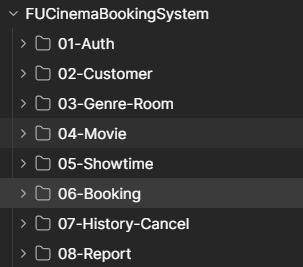 FUCinemaBookingSystem
01-Auth
02-Customer
03-Genre-Room
04-Movie
05-Showtime
06-Booking
07-History-Cancel
08-Report